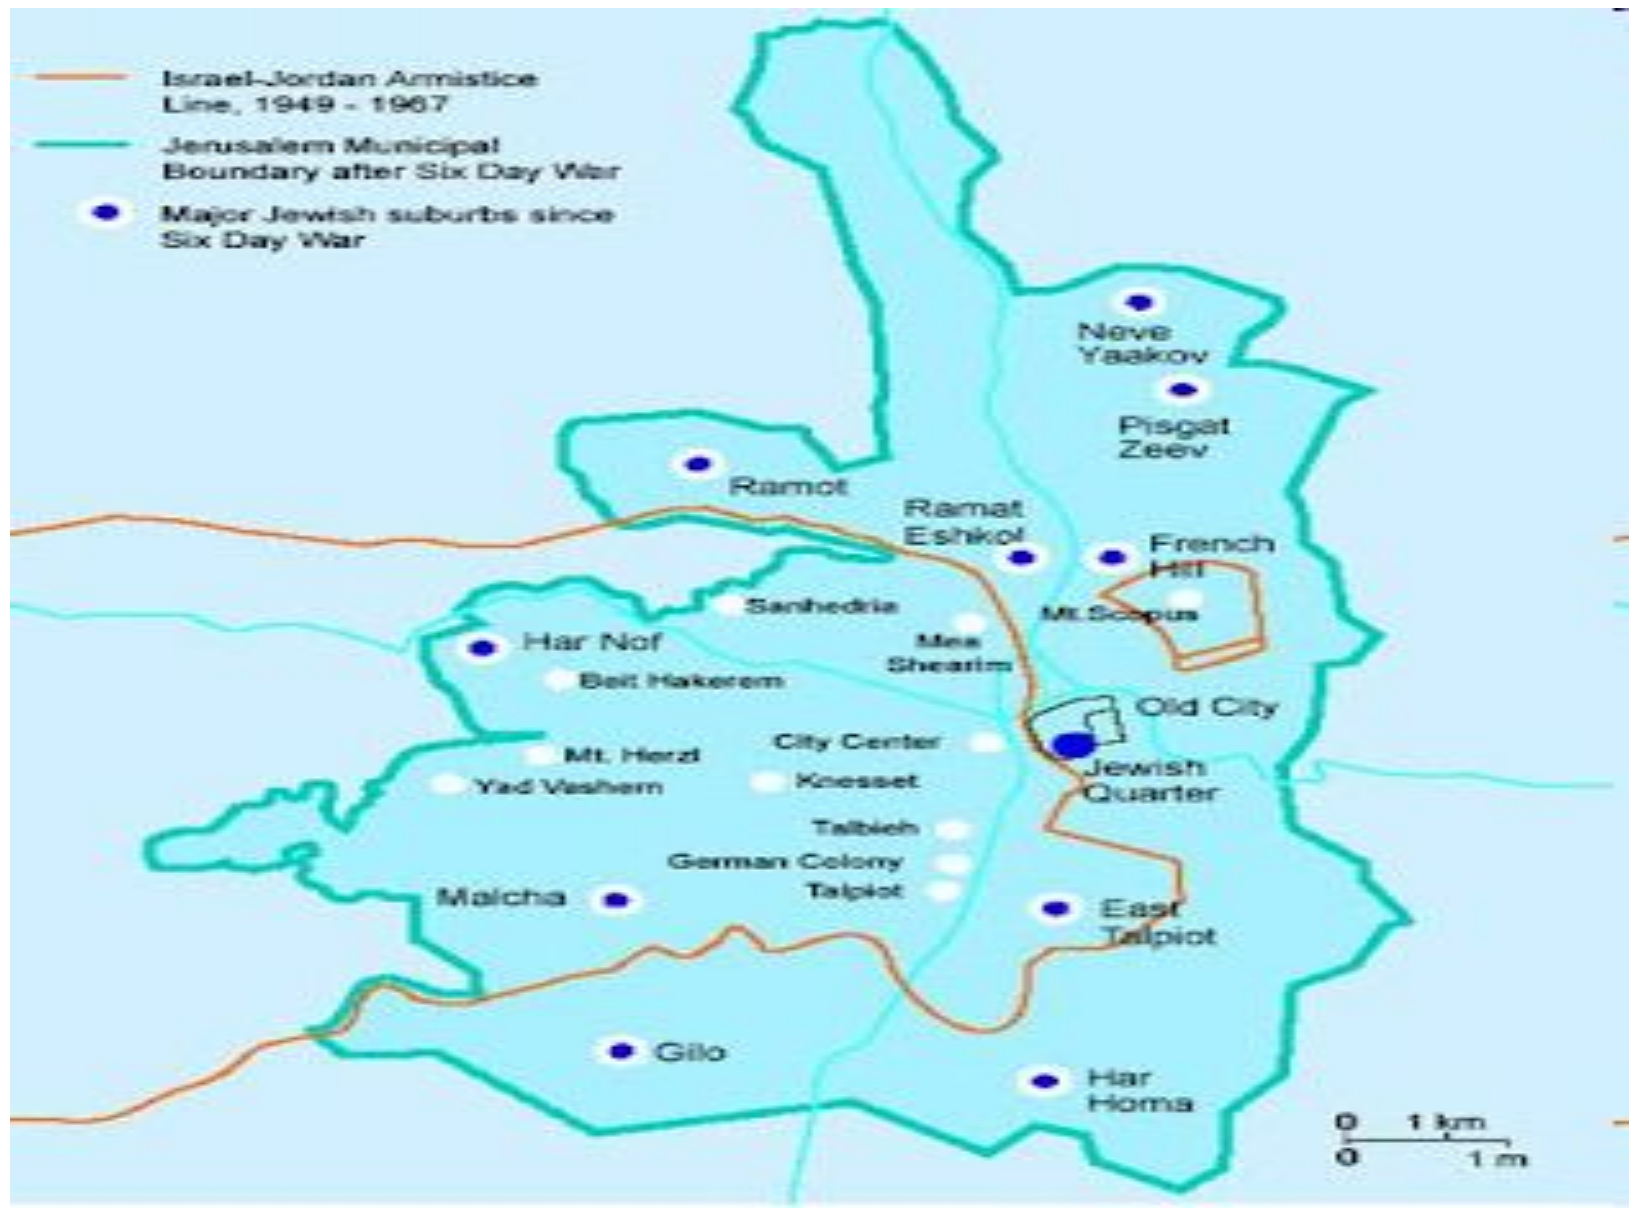 Israel-Jordan Armistice
Line, 1949 - 1967
Jerusalem Municipal
Boundary after Six Day War
Major Jewish suburbs since
Six Day War
Neve
Yaakov
Pisgat
Zeev
Ramot
Ramat
Eshkol
French
Hill
Mt. Scopus
Sanhedria
Mea
Shearim
Har Nof
Beit Hakerem
Old City
City Center
Mt. Herzl
Jewish
Quarter
Yad Vashem
Knesset
Talbieh
German Colony
Talpiot
Malcha
East
Talpiot
Gilo
Har
Homa
0 1 km
0 1 m